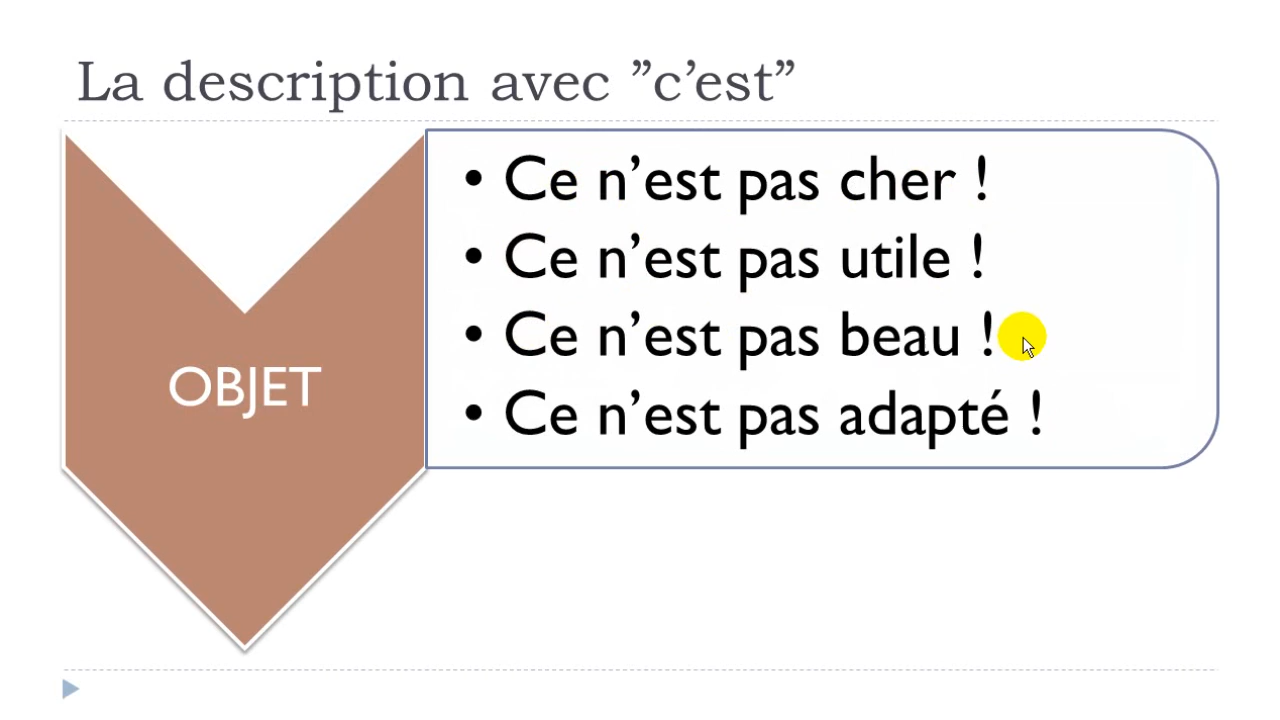 La description avec ”c’est”
OBJET
• Ce n’est pas cher !
• Ce n’est pas utile !
• Ce n’est pas beau !
• Ce n’est pas adapté !